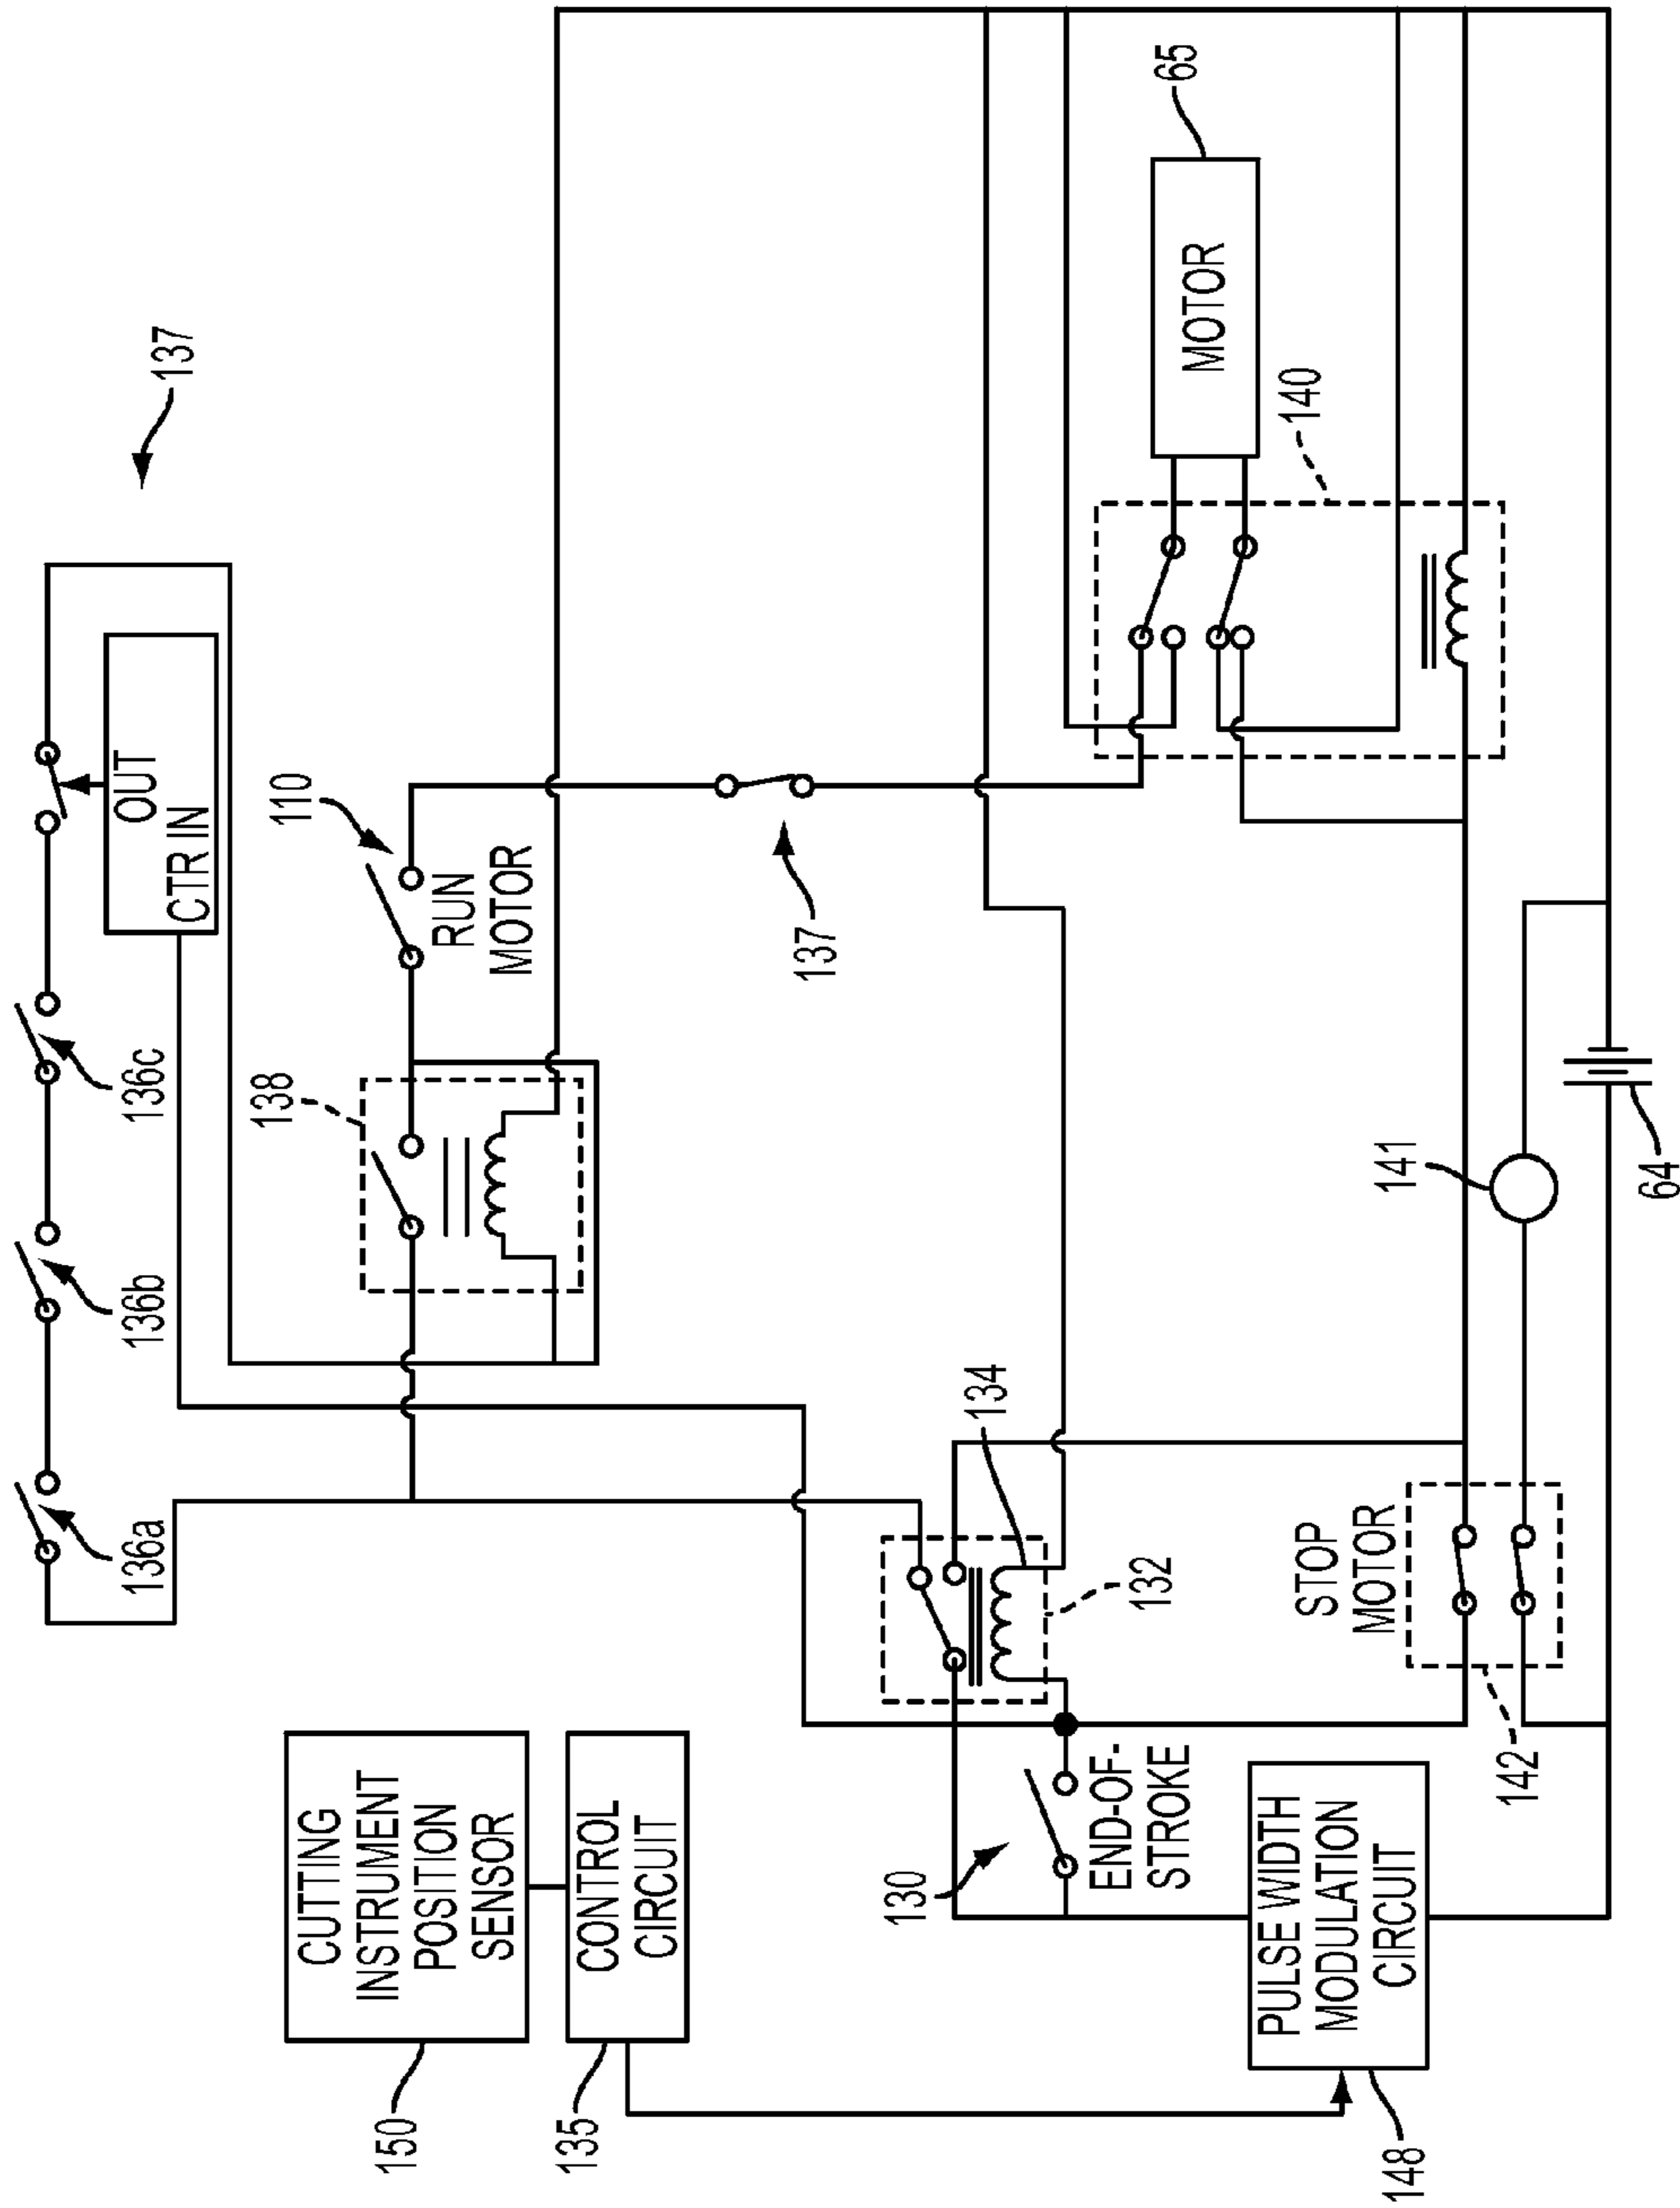 137
OUT
CTR IN
136a
136b
136c
110
RUN
MOTOR
138
137
65
MOTOR
140
134
132
STOP
MOTOR
142
141
64
CUTTING
INSTRUMENT
POSITION
SENSOR
150
CONTROL
CIRCUIT
135
130
END-OF-
STROKE
PULSE WIDTH
MODULATION
CIRCUIT
148